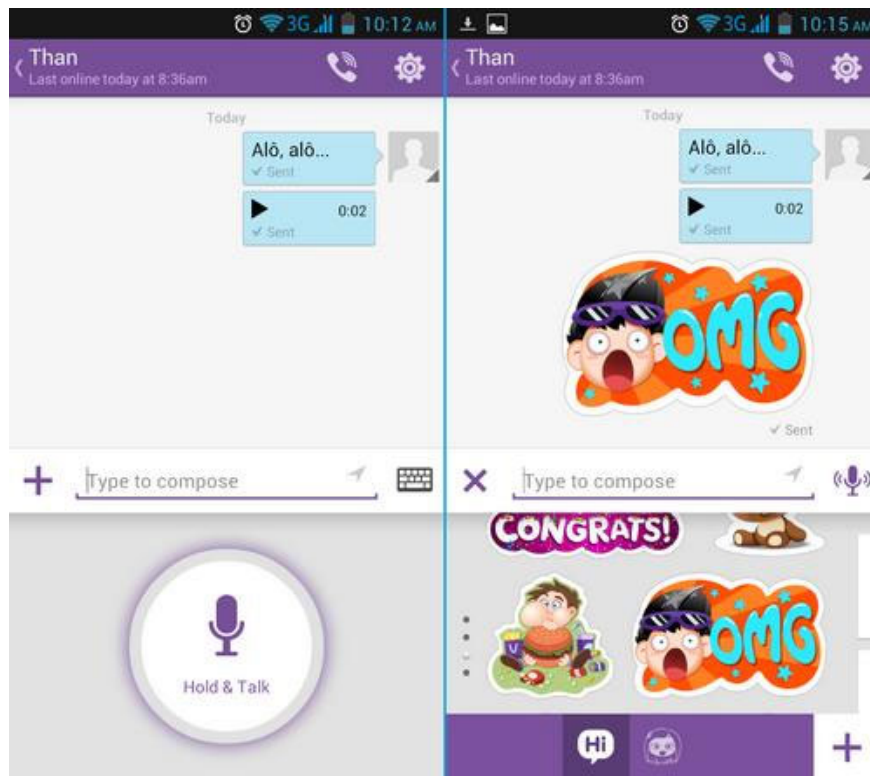 3G 10:12 AM
Than
Last online today at 8:36am
Today
Alô, alô...
Sent
0:02
Sent
Type to compose
Hold & Talk
3G 10:15 AM
Than
Last online today at 8:36am
Today
Alô, alô...
Sent
0:02
Sent
OMG
Sent
Type to compose
CONGRATS!
OMG
Hi